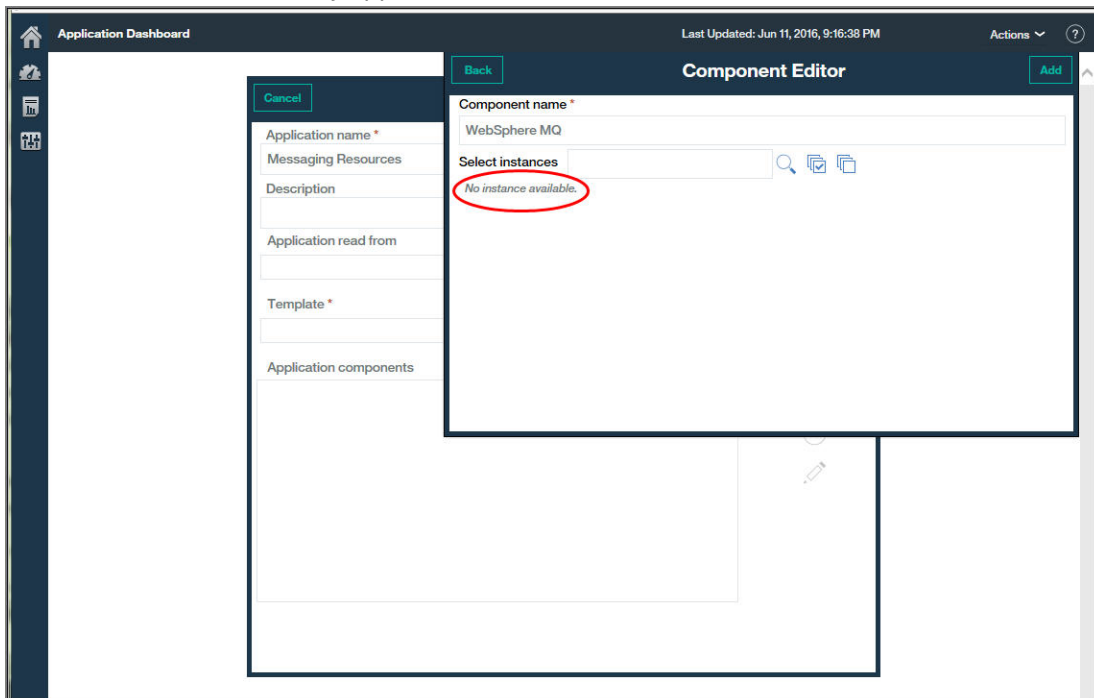 Application Dashboard
Last Updated: Jun 11, 2016, 9:16:38 PM
Actions
?
Back
Component Editor
Add
Component name *
WebSphere MQ
Select instances
No instance available.
Cancel
Application name *
Messaging Resources
Description
Application read from
Template *
Application components